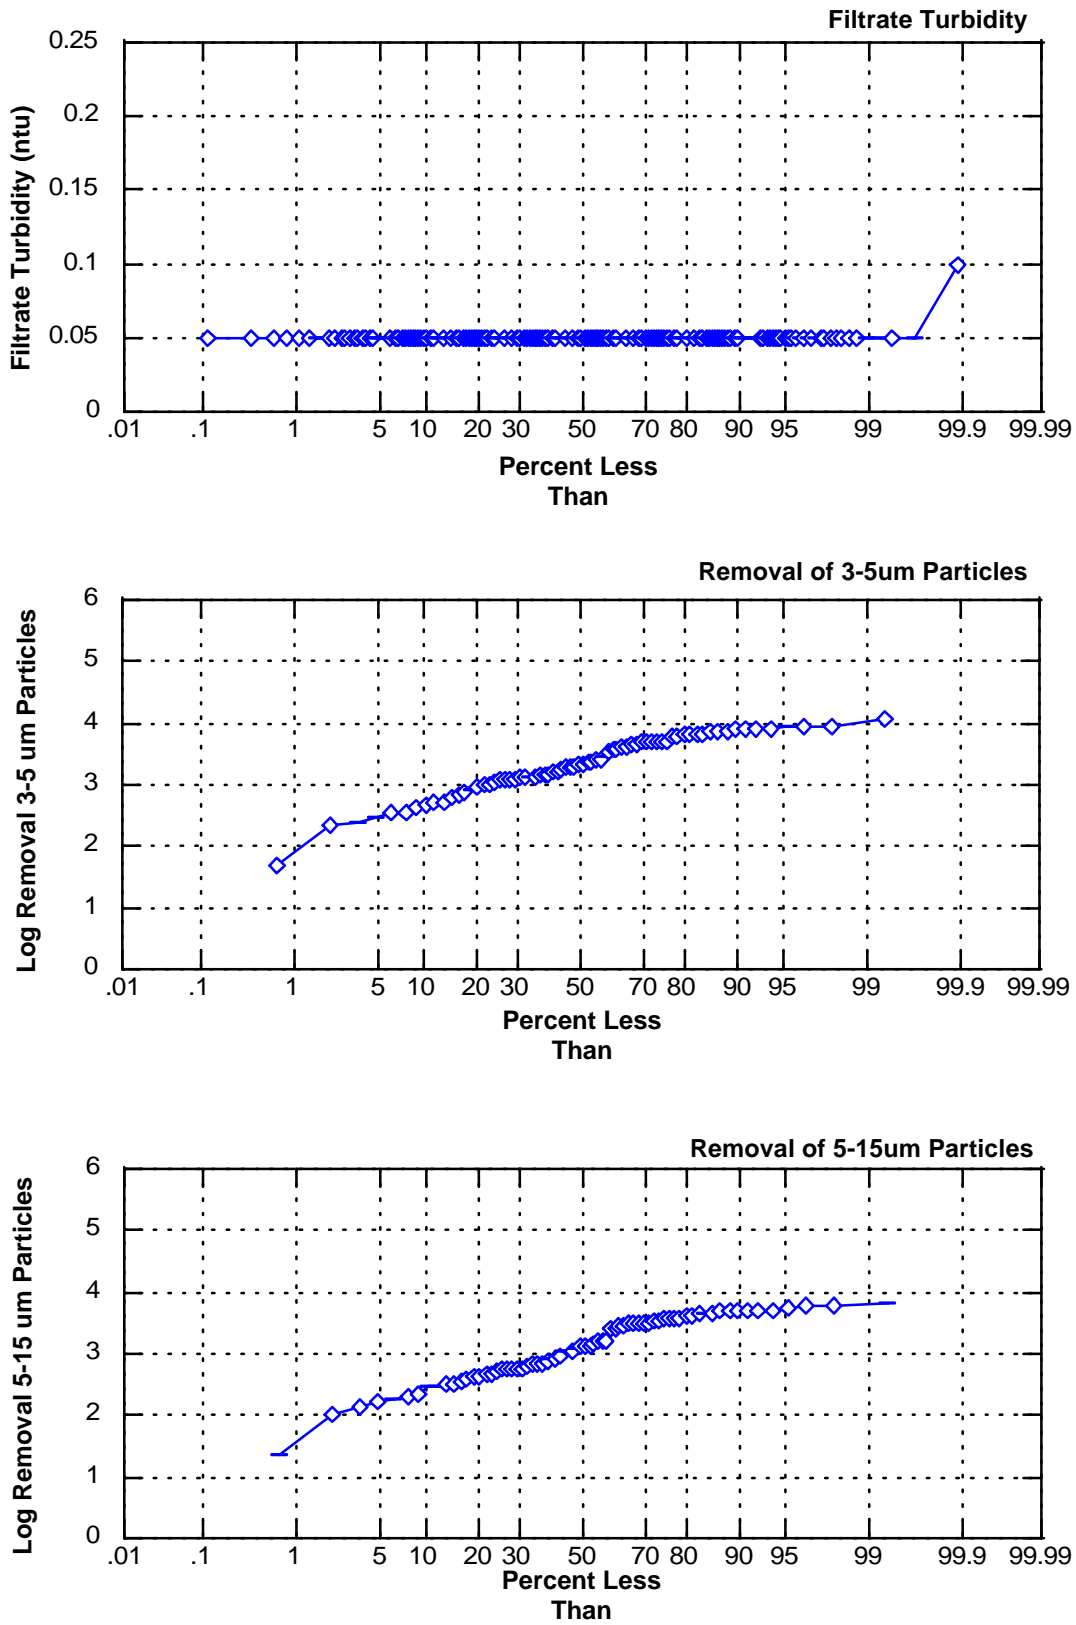 Filtrate Turbidity
Filtrate Turbidity (ntu)
0.25
0.2
0.15
0.1
0.05
0
.01 .1 1 5 10 20 30 50 70 80 90 95 99 99.9 99.99
Percent Less
Than
Removal of 3-5um Particles
Log Removal 3-5 um Particles
6
5
4
3
2
1
0
.01 .1 1 5 10 20 30 50 70 80 90 95 99 99.9 99.99
Percent Less
Than
Removal of 5-15um Particles
Log Removal 5-15 um Particles
6
5
4
3
2
1
0
.01 .1 1 5 10 20 30 50 70 80 90 95 99 99.9 99.99
Percent Less
Than